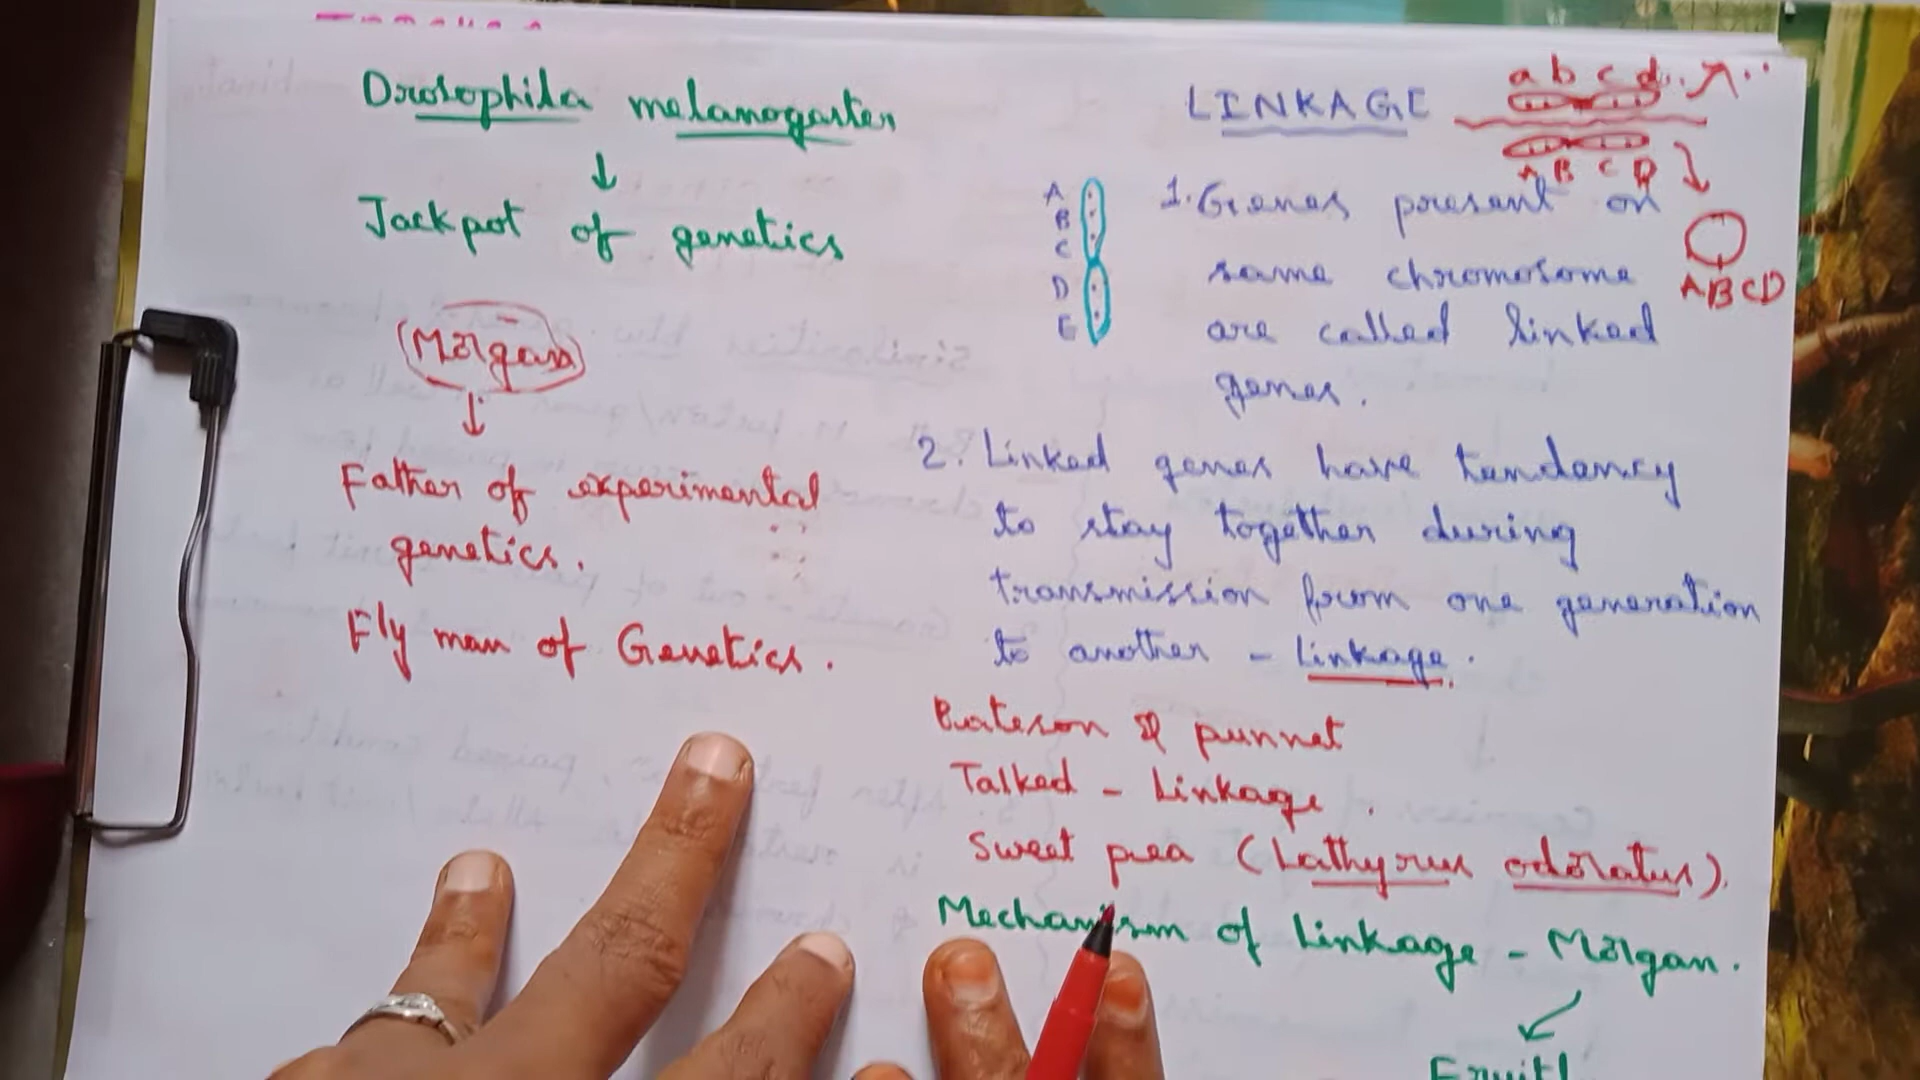 Drosophila melanogaster
↓
Jackpot of genetics
Morgan
↓
Father of experimental
genetics.
Fly man of Genetics.
LINKAGE
a b c d
A B C D
A B C D
A
B
C
D
E
1. Genes present on
same chromosome
are called linked
genes.
2. Linked genes have tendancy
to stay together during
transmission from one generation
to another - Linkage.
Bateson & punnet
Talked - Linkage.
Sweet pea (Lathyrus odoratus).
Mechanism of Linkage - Morgan.